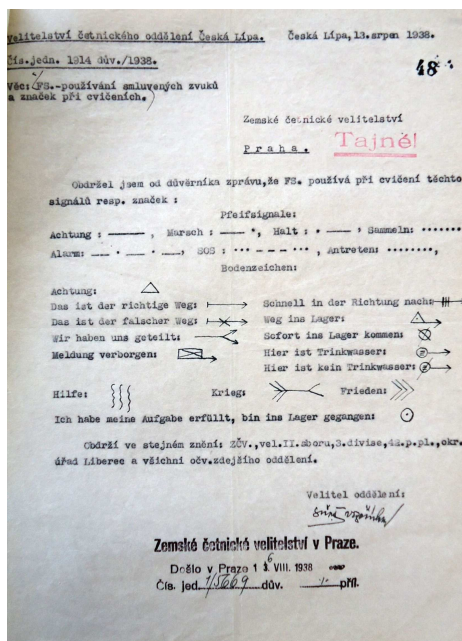 Velitelství četnického oddělení Česká Lípa. Česká Lípa,13.srpen 1938.
Čís.jedn. 1914 dův./1938.
48
Věc: FS.-používání smluvených zvuků
a značek při cvičeních.
Zemské četnické velitelství
Tajné!
Praha.
Obdržel jsem od důvěrníka zprávu,že FS. používá při cvičení těchto
signálů resp. značek :
Pfeifsignale:
Achtung : ——— , Marsch : —— · , Halt : · —— , Sammeln: ·······
Alarm: —— · —— · ——, SOS : ··· — — — ···, Antreten: ········,
Bodenzeichen:
Achtung:
Das ist der richtige Weg: Schnell in der Richtung nach:
Das ist der falscher Weg: Weg ins Lager:
Wir haben uns geteilt: Sofort ins Lager kommen:
Meldung verborgen: Hier ist Trinkwasser:
Hier ist kein Trinkwasser:
Hilfe: Krieg: Frieden:
Ich habe meine Aufgabe erfüllt, bin ins Lager gegangen:
Obdrží ve stejném znění: ZČV.,vel.II.sboru,3.divise,42.p.pl.,okr.
úřad Liberec a všichni očv.zdejšího oddělení.
Velitel oddělení:
Zemské četnické velitelství v Praze.
Došlo v Praze 16 VIII. 1938
Čís. jed. 1/5669 dův. příl.